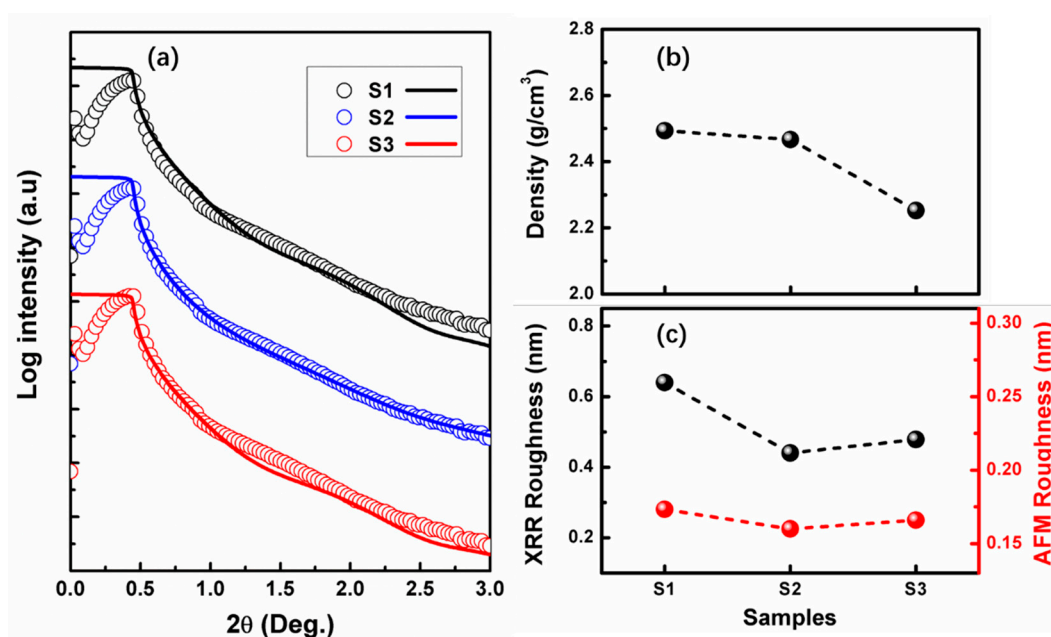 (a)
S1
S2
S3
Log intensity (a.u)
0.0 0.5 1.0 1.5 2.0 2.5 3.0
2θ (Deg.)
(b)
Density (g/cm³)
2.8
2.6
2.4
2.2
2.0
(c)
XRR Roughness (nm)
0.8
0.6
0.4
0.2
0.30
0.25
0.20
0.15
AFM Roughness (nm)
S1 S2 S3
Samples